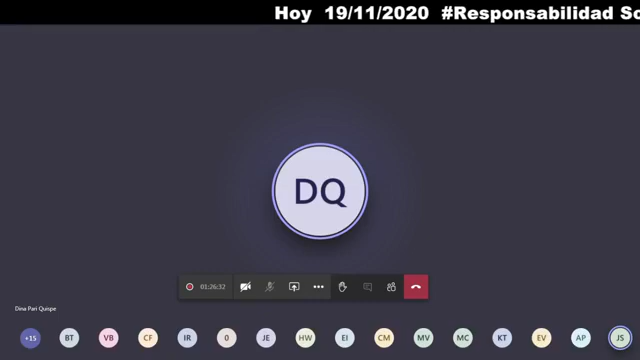 Hoy 19/11/2020 #Responsabilidad So
DQ
01:26:32
Dina Pari Quispe
+15 BT VB CF IR 0 JE HW EI CM MV MC KT EV AP JS